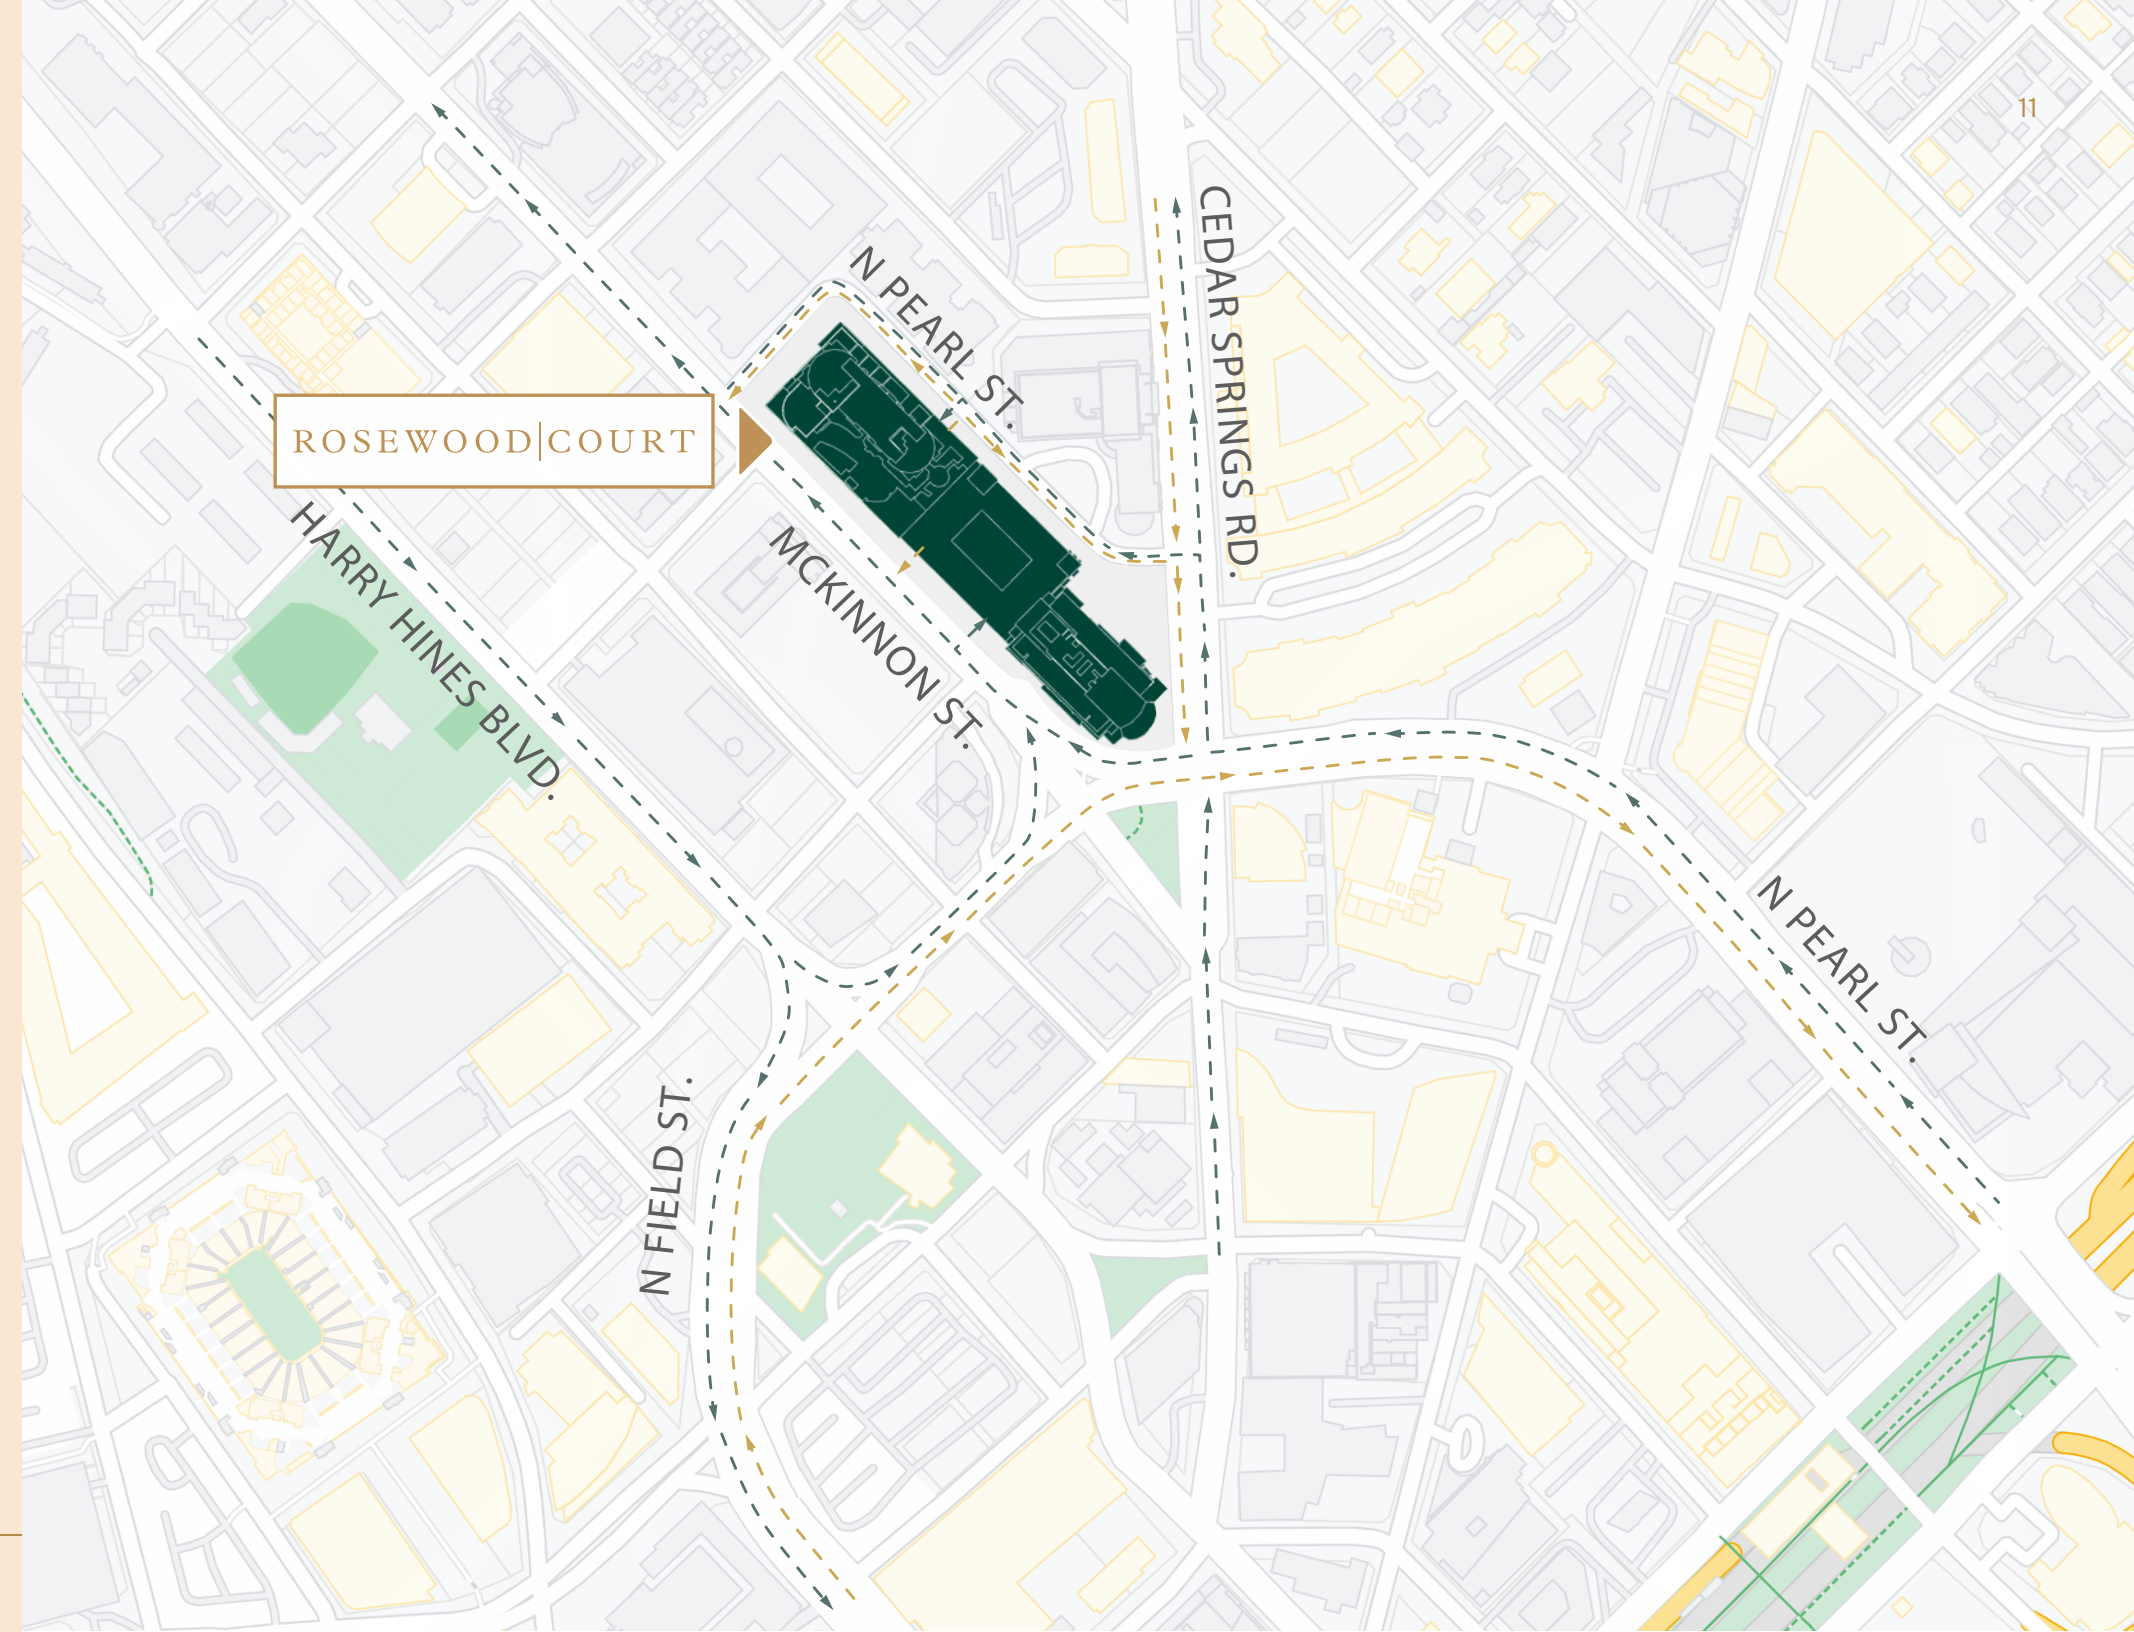 11
CEDAR SPRINGS RD.
N PEARL ST.
ROSEWOOD|COURT
HARRY HINES BLVD.
MCKINNON ST.
N PEARL ST.
N FIELD ST.